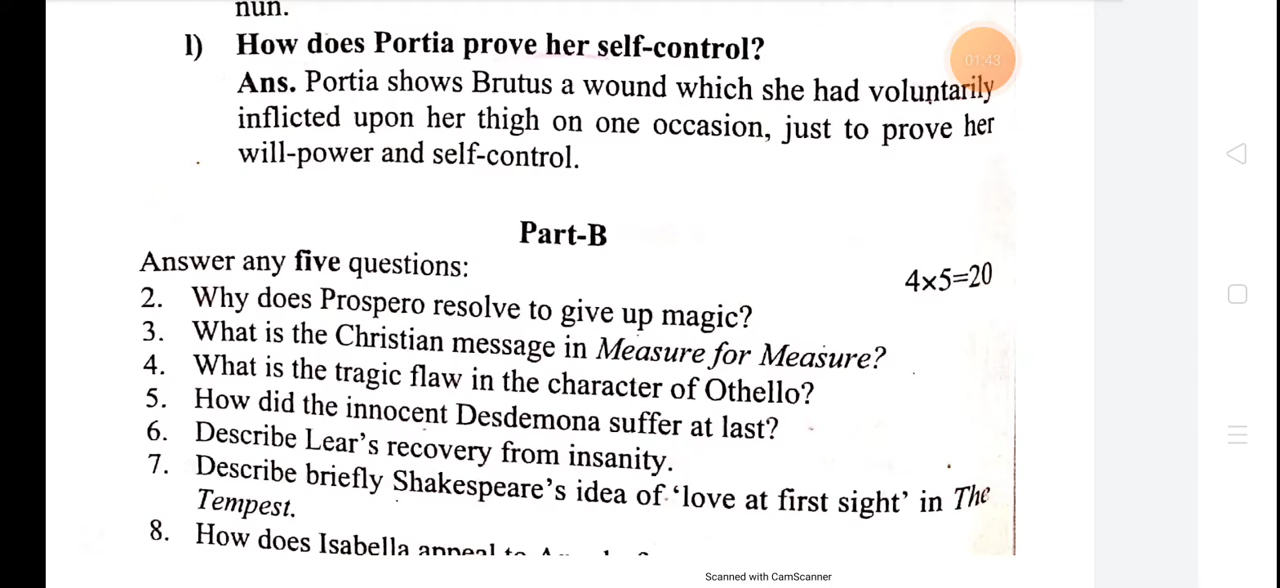 nun.
01:43
l) How does Portia prove her self-control?
Ans. Portia shows Brutus a wound which she had voluntarily
inflicted upon her thigh on one occasion, just to prove her
will-power and self-control.
Part-B
Answer any five questions:
4×5=20
2. Why does Prospero resolve to give up magic?
3. What is the Christian message in Measure for Measure?
4. What is the tragic flaw in the character of Othello?
5. How did the innocent Desdemona suffer at last?
6. Describe Lear's recovery from insanity.
7. Describe briefly Shakespeare's idea of 'love at first sight' in The
Tempest.
8. How does Isabella appeal to
Scanned with CamScanner